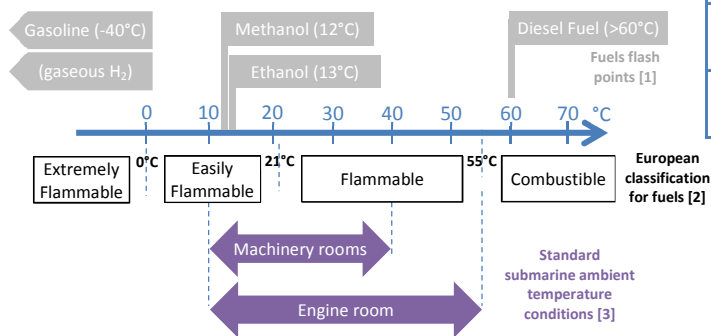 Gasoline (-40°C)
Methanol (12°C)
Diesel Fuel (>60°C)
(gaseous H₂)
Ethanol (13°C)
Fuels flash
points [1]
0 10 20 30 40 50 60 70 °C
0°C 21°C 55°C
Extremely
Flammable
Easily
Flammable
Flammable
Combustible
European
classification
for fuels [2]
Machinery rooms
Engine room
Standard
submarine ambient
temperature
conditions [3]